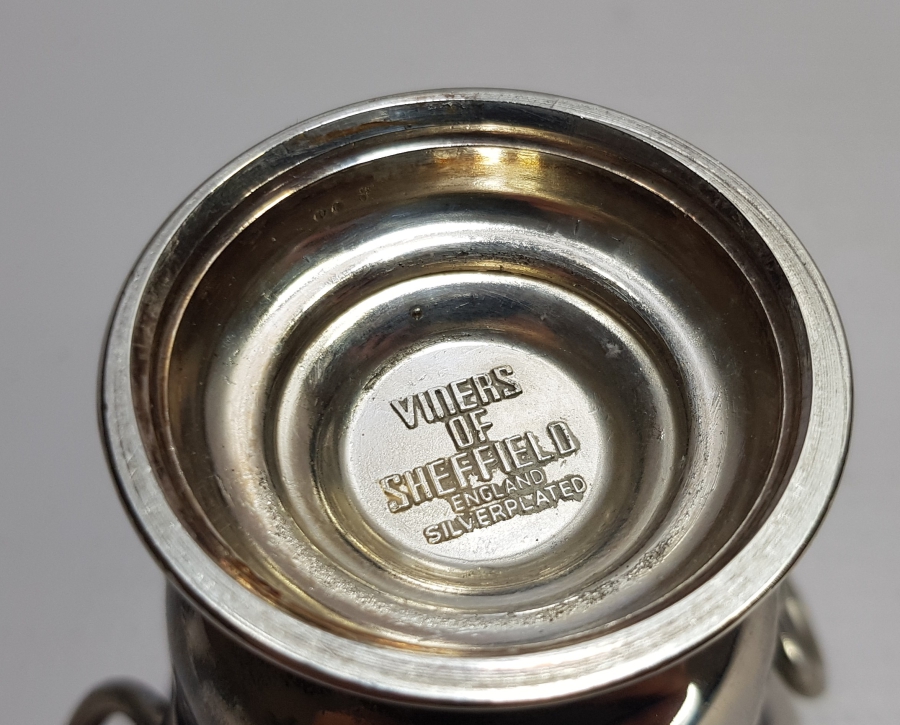 VINERS
OF
SHEFFIELD
ENGLAND
SILVERPLATED